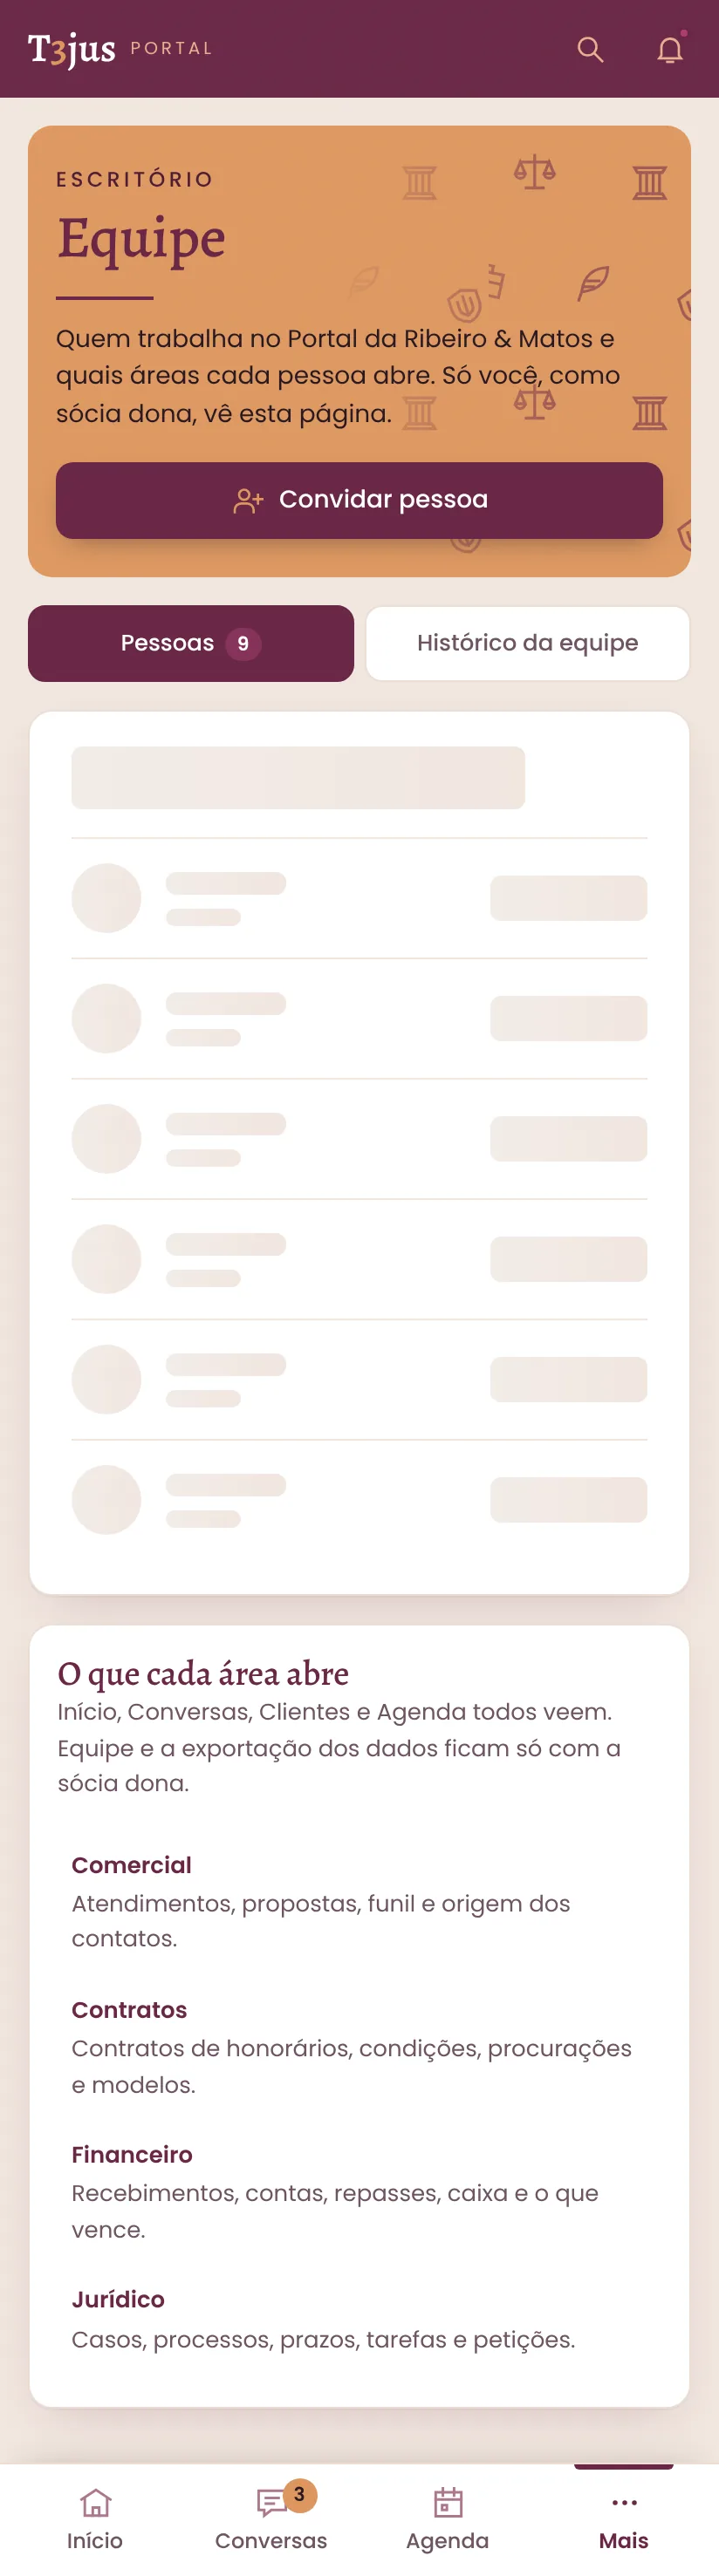 T3jus PORTAL
ESCRITÓRIO
Equipe
Quem trabalha no Portal da Ribeiro & Matos e
quais áreas cada pessoa abre. Só você, como
sócia dona, vê esta página.
Convidar pessoa
Pessoas 9
Histórico da equipe
O que cada área abre
Início, Conversas, Clientes e Agenda todos veem.
Equipe e a exportação dos dados ficam só com a
sócia dona.
Comercial
Atendimentos, propostas, funil e origem dos
contatos.
Contratos
Contratos de honorários, condições, procurações
e modelos.
Financeiro
Recebimentos, contas, repasses, caixa e o que
vence.
Jurídico
Casos, processos, prazos, tarefas e petições.
3
Início
Conversas
Agenda
Mais